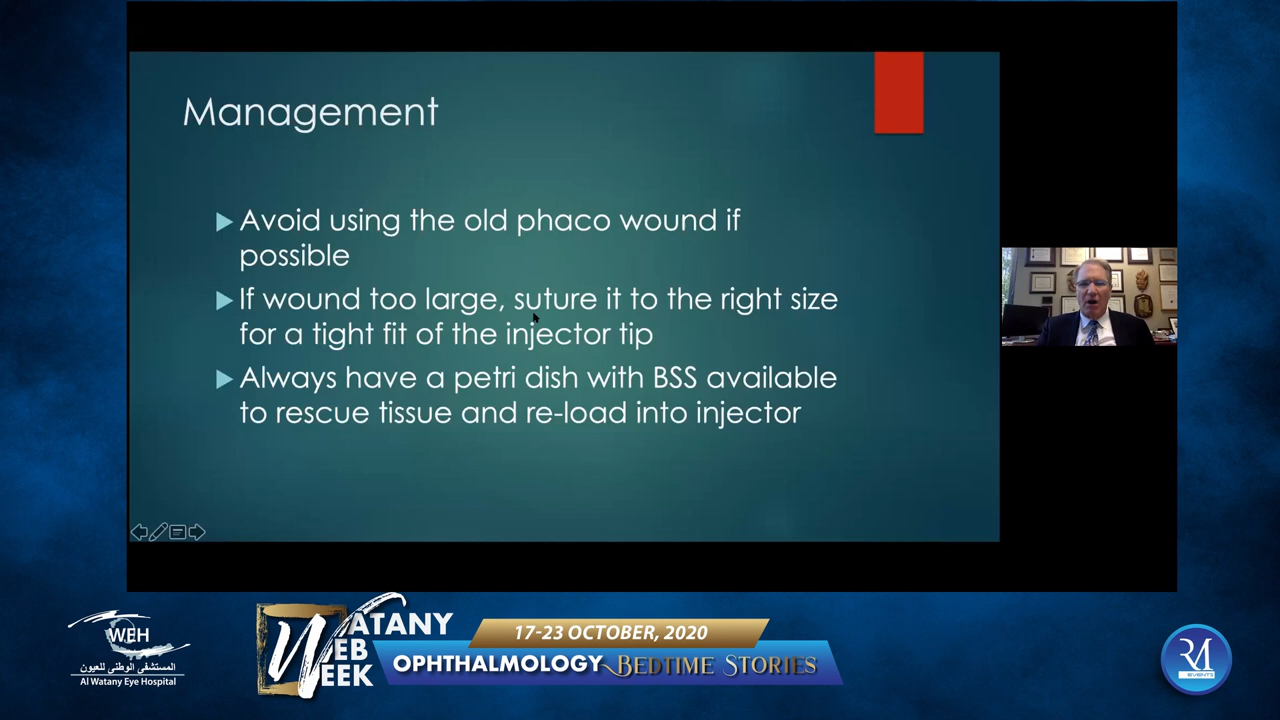 Management
Avoid using the old phaco wound if
possible
If wound too large, suture it to the right size
for a tight fit of the injector tip
Always have a petri dish with BSS available
to rescue tissue and re-load into injector
WEH
المستشفى الوطني للعيون
Al Watany Eye Hospital
WATANY
WEB
WEEK
17-23 OCTOBER, 2020
OPHTHALMOLOGY BEDTIME STORIES
RM
EVENTS